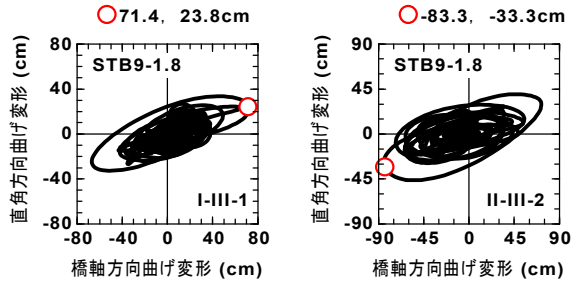 71.4, 23.8cm
80
40
0
-40
-80
-80 -40 0 40 80
直角方向曲げ変形 (cm)
橋軸方向曲げ変形 (cm)
STB9-1.8
I-III-1
-83.3, -33.3cm
90
45
0
-45
-90
-90 -45 0 45 90
直角方向曲げ変形 (cm)
橋軸方向曲げ変形 (cm)
STB9-1.8
II-III-2